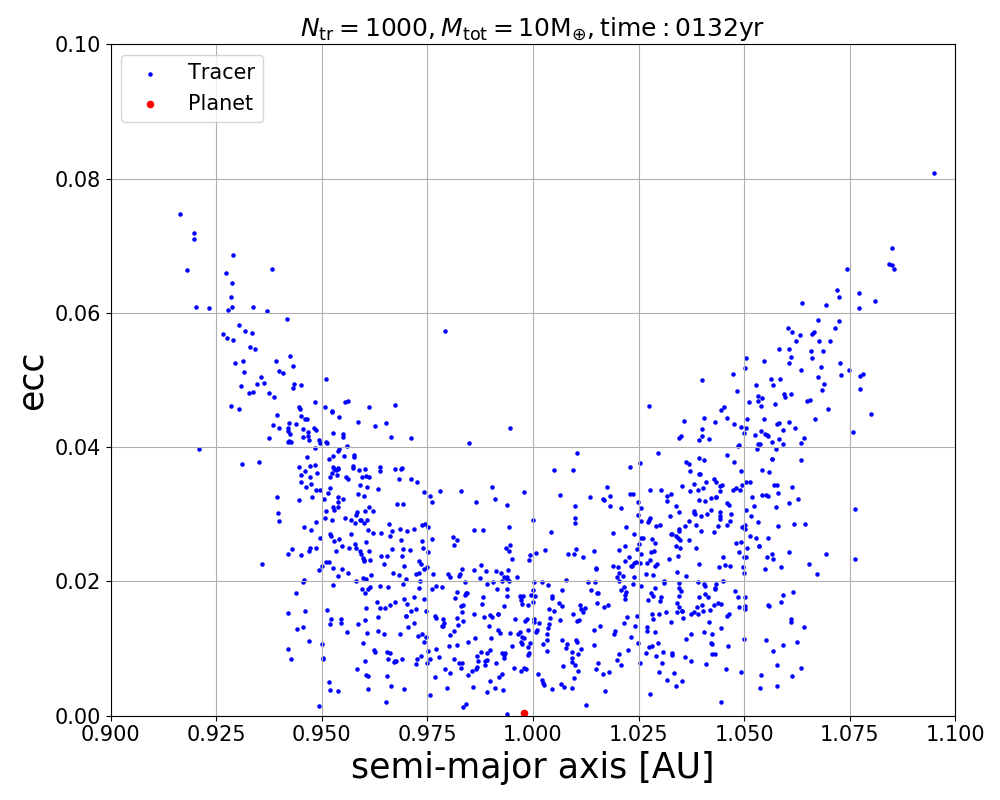 N_tr = 1000, M_tot = 10M_⊕, time : 0132yr
0.10
Tracer
Planet
0.08
0.06
0.04
0.02
0.00
ecc
0.900 0.925 0.950 0.975 1.000 1.025 1.050 1.075 1.100
semi-major axis [AU]